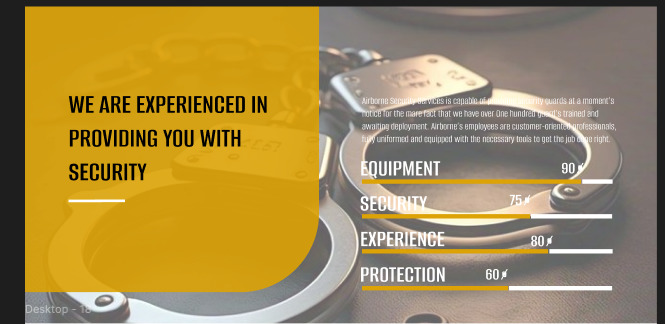 WE ARE EXPERIENCED IN
PROVIDING YOU WITH
SECURITY
Airborne Security Services is capable of security guards at a moment's
notice for the mere fact that we have over One hundred guard's trained and
awaiting deployment. Airborne's employees are customer-oriented professionals,
fully uniformed and equipped with the necessary tools to get the job done right.
EQUIPMENT 90%
SECURITY 75%
EXPERIENCE 80%
PROTECTION 60%
Desktop - 18